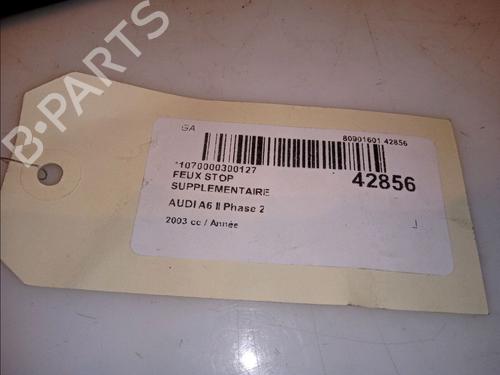 B-PARTS
GA
80901601 42856
*1070000300127
FEUX STOP
SUPPLEMENTAIRE
42856
AUDI A6 II Phase 2
2003 cc / Année